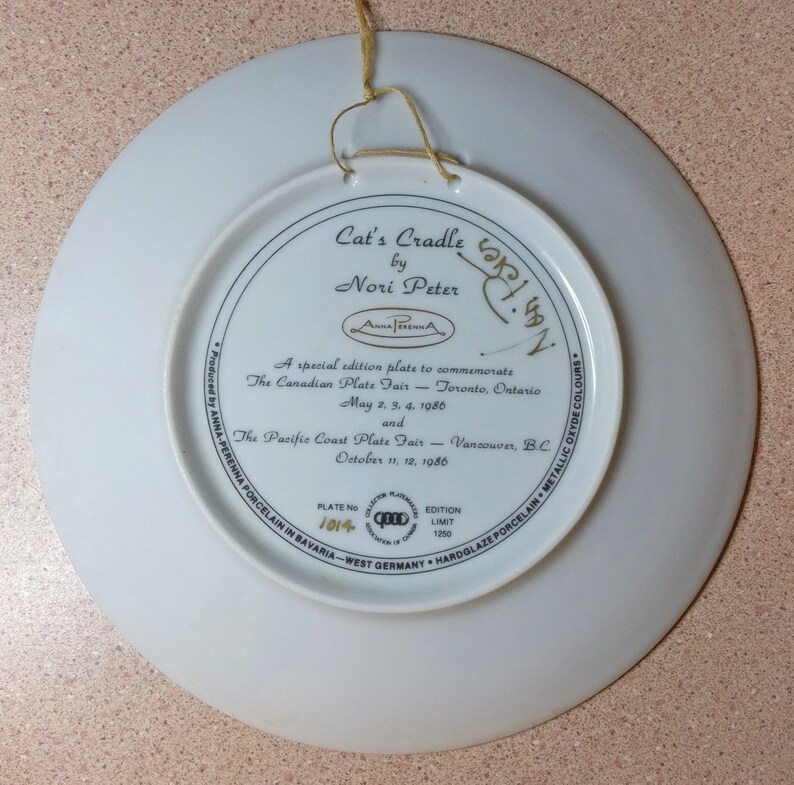 Cat's Cradle
by
Nori Peter
ANNA PERENNA
A special edition plate to commemorate
The Canadian Plate Fair — Toronto, Ontario
May 2, 3, 4, 1986
and
The Pacific Coast Plate Fair — Vancouver, B.C.
October 11, 12, 1986
PLATE No
1014
COLLECTOR PLATEMAKERS
ASSOCIATION OF CANADA
EDITION
LIMIT
1250
• Produced by ANNA-PERENNA PORCELAIN IN BAVARIA—WEST GERMANY • HARDGLAZE PORCELAIN • METALLIC OXYDE COLOURS •
Nori Peter